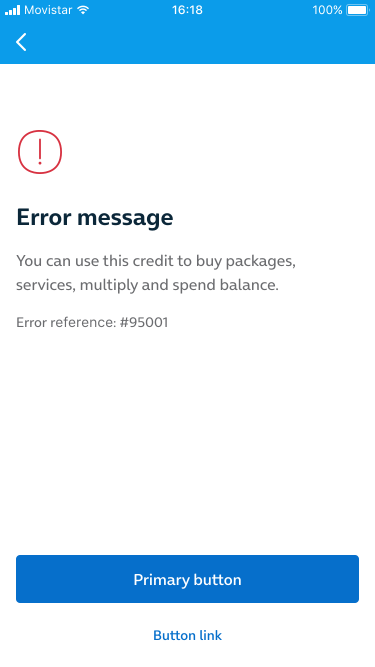 Movistar 16:18 100%
Error message
You can use this credit to buy packages,
services, multiply and spend balance.
Error reference: #95001
Primary button
Button link